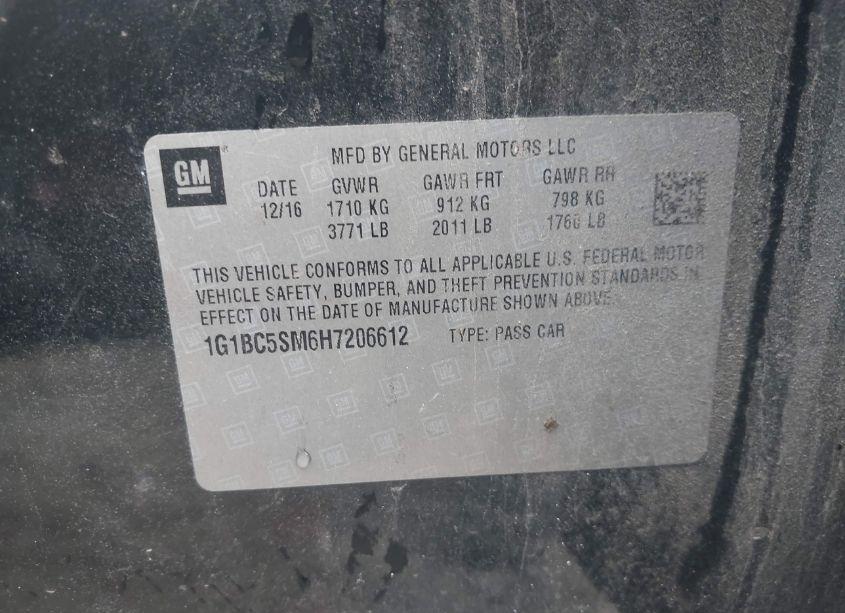 GM
MFD BY GENERAL MOTORS LLC
DATE GVWR GAWR FRT GAWR RR
12/16 1710 KG 912 KG 798 KG
3771 LB 2011 LB 1760 LB
THIS VEHICLE CONFORMS TO ALL APPLICABLE U.S. FEDERAL MOTOR
VEHICLE SAFETY, BUMPER, AND THEFT PREVENTION STANDARDS IN
EFFECT ON THE DATE OF MANUFACTURE SHOWN ABOVE.
1G1BC5SM6H7206612 TYPE: PASS CAR